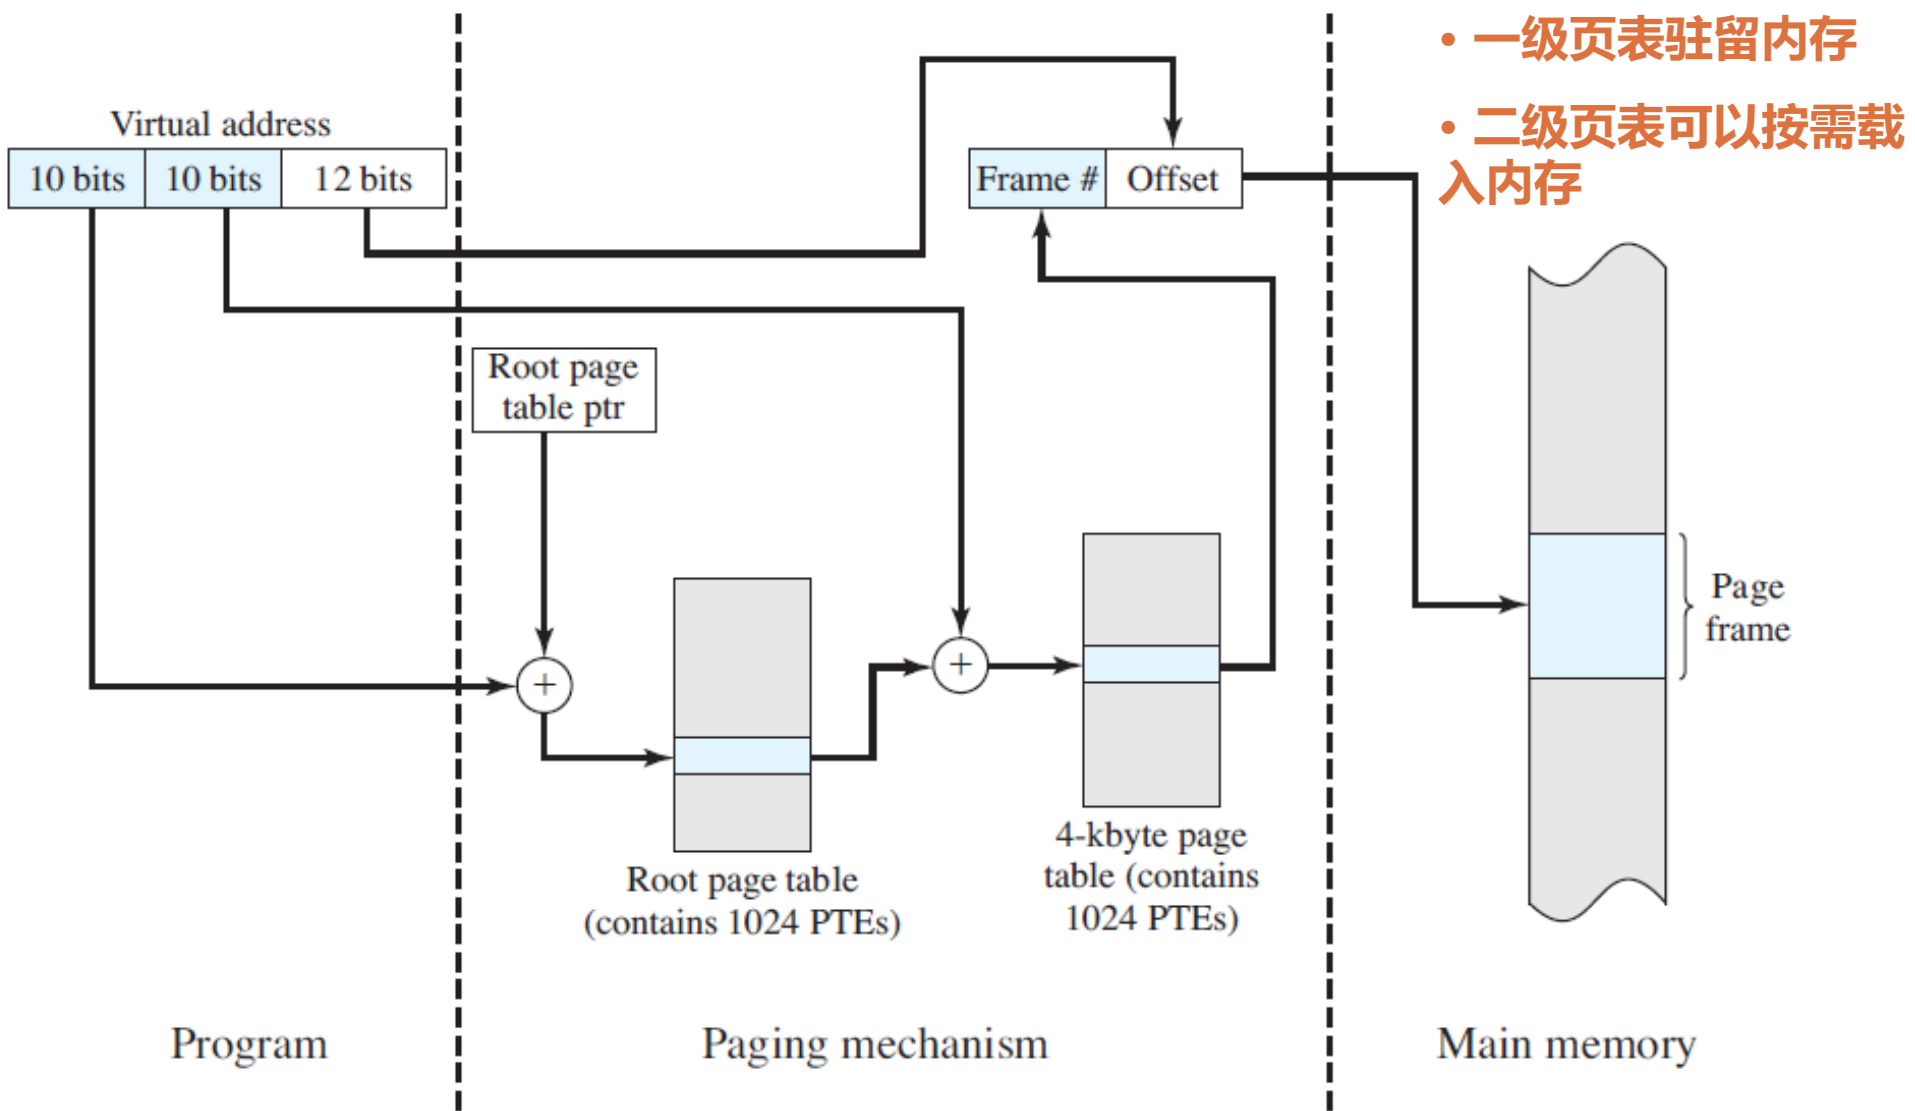 • 一级页表驻留内存
• 二级页表可以按需载
入内存
Virtual address
10 bits
10 bits
12 bits
Frame #
Offset
Root page
table ptr
+
+
Page
frame
Root page table
(contains 1024 PTEs)
4-kbyte page
table (contains
1024 PTEs)
Program
Paging mechanism
Main memory